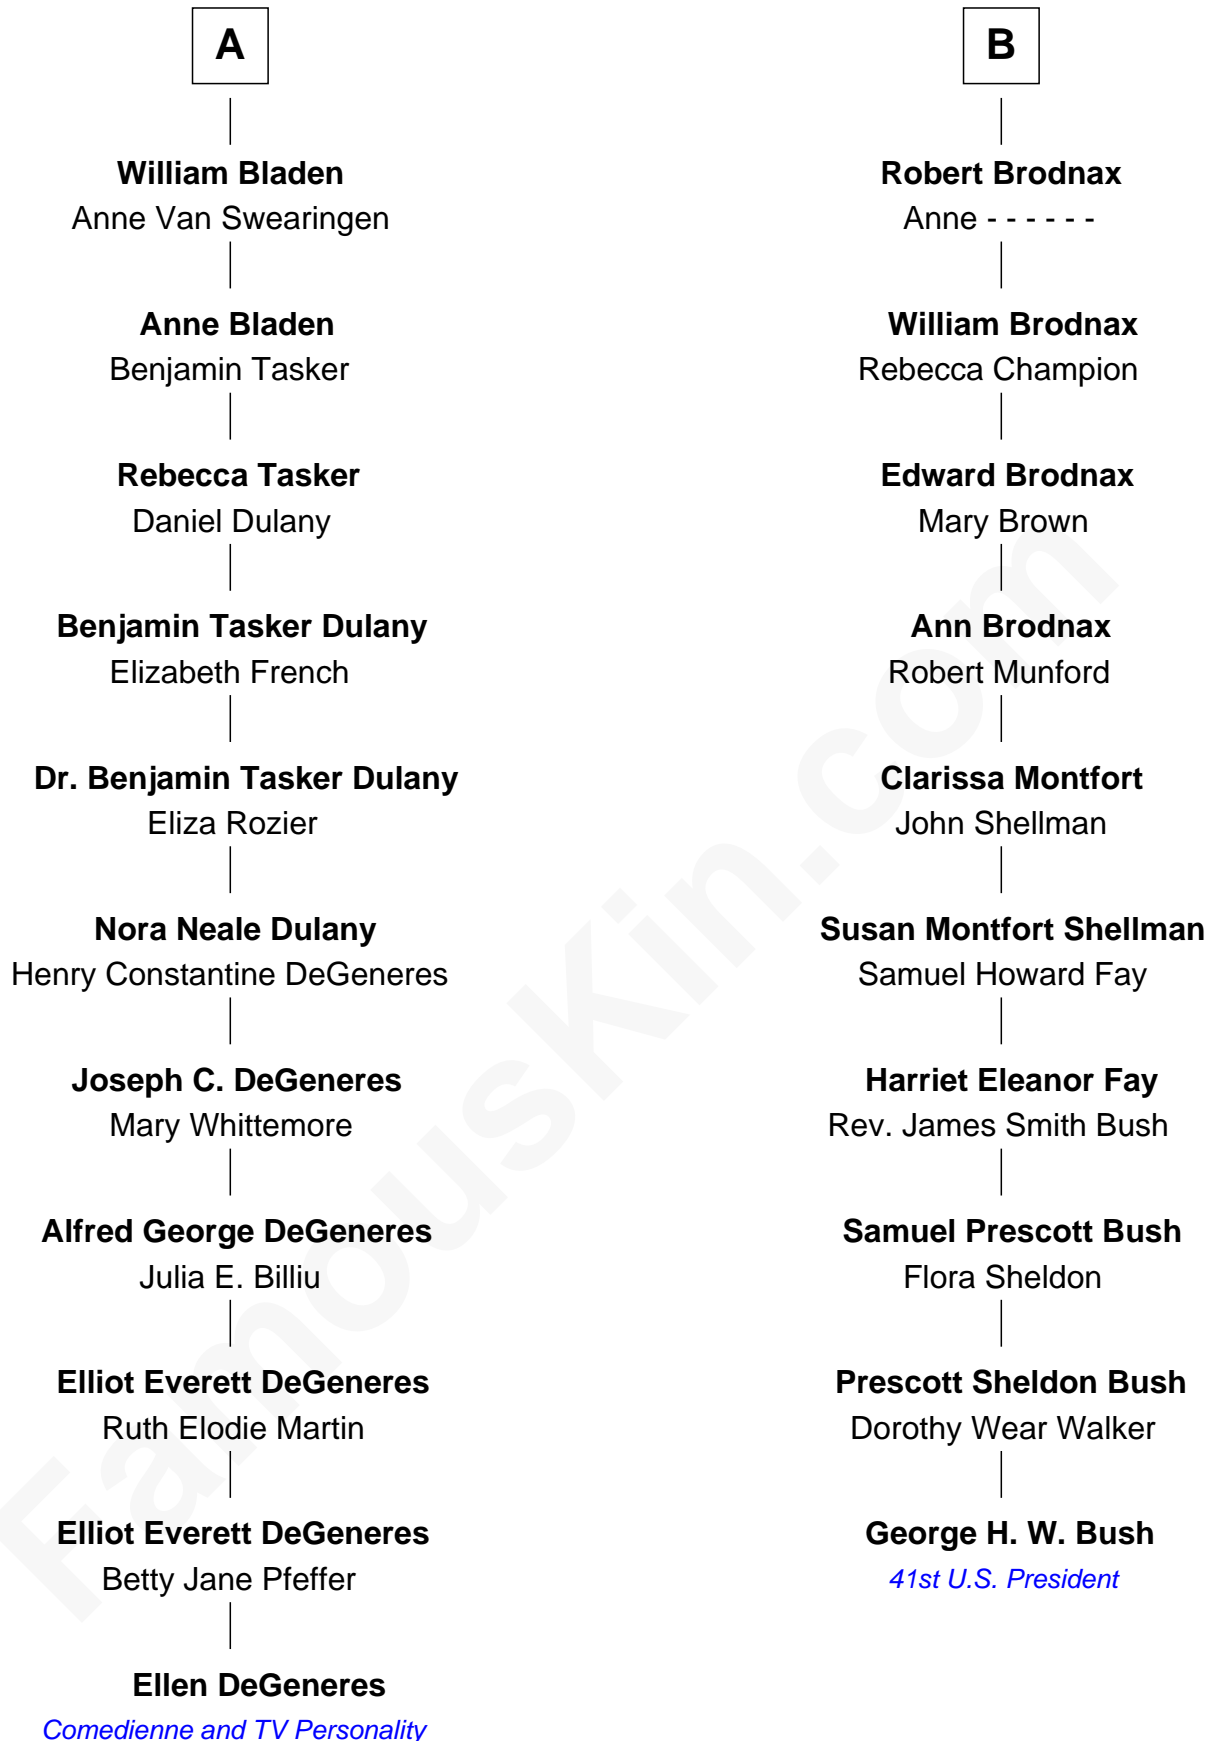 A
William Bladen
Anne Van Swearingen
Anne Bladen
Benjamin Tasker
Rebecca Tasker
Daniel Dulany
Benjamin Tasker Dulany
Elizabeth French
Dr. Benjamin Tasker Dulany
Eliza Rozier
Nora Neale Dulany
Henry Constantine DeGeneres
Joseph C. DeGeneres
Mary Whittemore
Alfred George DeGeneres
Julia E. Billiu
Elliot Everett DeGeneres
Ruth Elodie Martin
Elliot Everett DeGeneres
Betty Jane Pfeffer
Ellen DeGeneres
Comedienne and TV Personality
B
Robert Brodnax
Anne - - - - - -
William Brodnax
Rebecca Champion
Edward Brodnax
Mary Brown
Ann Brodnax
Robert Munford
Clarissa Montfort
John Shellman
Susan Montfort Shellman
Samuel Howard Fay
Harriet Eleanor Fay
Rev. James Smith Bush
Samuel Prescott Bush
Flora Sheldon
Prescott Sheldon Bush
Dorothy Wear Walker
George H. W. Bush
41st U.S. President
FamousKin.com